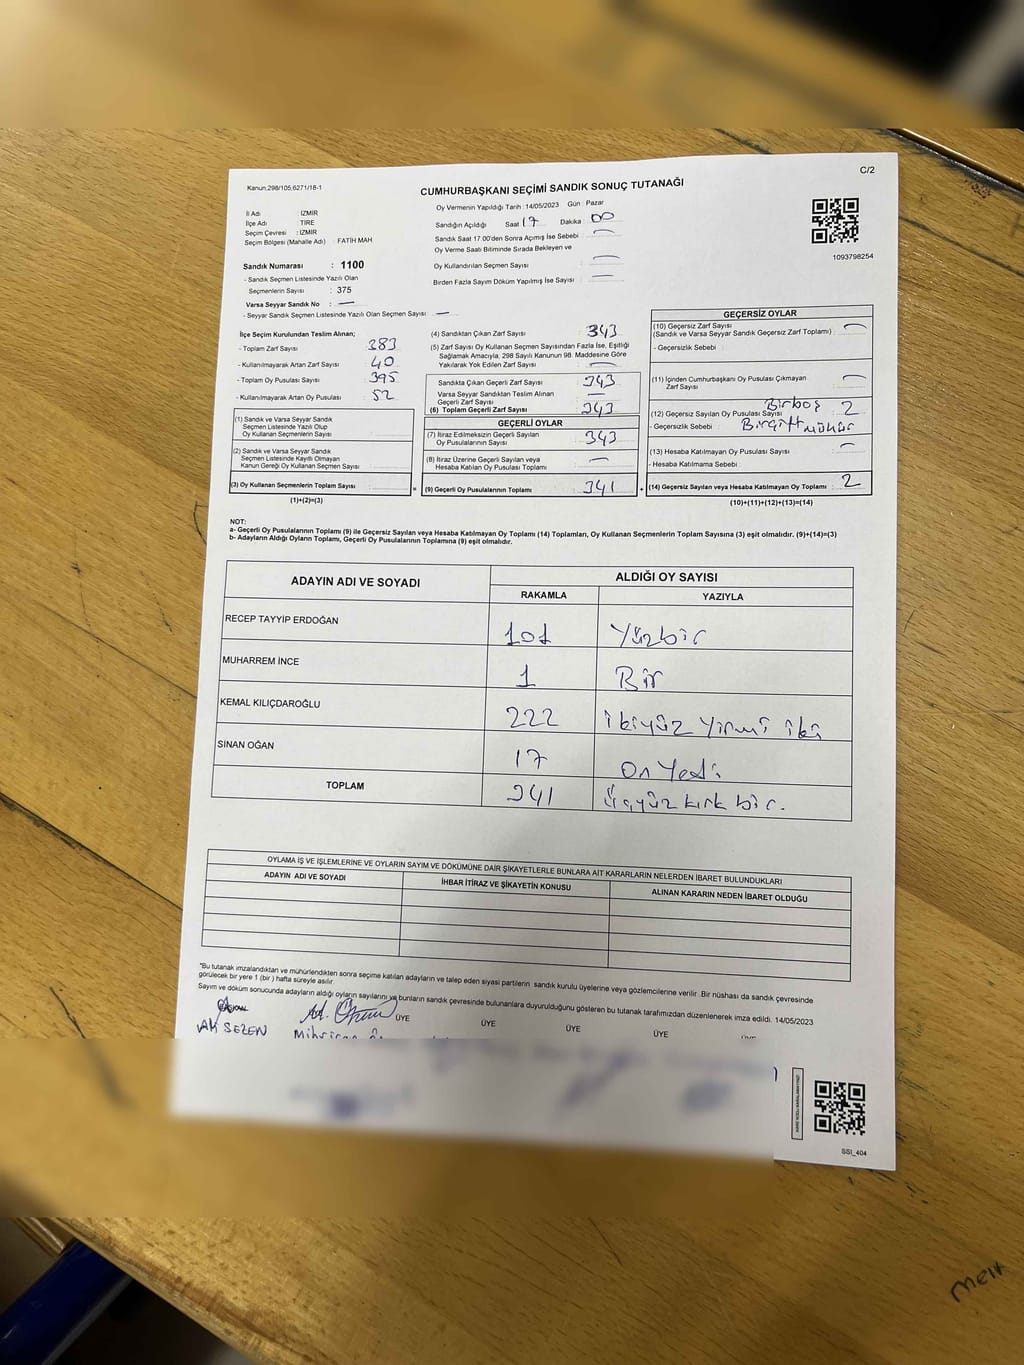 C/2
Kanun:298/105,6271/18-1
CUMHURBAŞKANI SEÇİMİ SANDIK SONUÇ TUTANAĞI
İl Adı : İZMİR
İlçe Adı : TİRE
Seçim Çevresi : İZMİR
Seçim Bölgesi (Mahalle Adı) : FATİH MAH
Sandık Numarası : 1100
- Sandık Seçmen Listesinde Yazılı Olan
Seçmenlerin Sayısı : 375
Varsa Seyyar Sandık No : —
- Seyyar Sandık Seçmen Listesinde Yazılı Olan Seçmen Sayısı : —
Oy Vermenin Yapıldığı Tarih : 14/05/2023 Gün : Pazar
Sandığın Açıldığı Saat 17 Dakika : 00
Sandık Saat 17.00'den Sonra Açımış İse Sebebi : —
Oy Verme Saati Bitiminde Sırada Bekleyen ve
Oy Kullandırılan Seçmen Sayısı : —
Birden Fazla Sayım Döküm Yapılmış İse Sayısı : —
1093798254
İlçe Seçim Kurulundan Teslim Alınan;
- Toplam Zarf Sayısı : 383
- Kullanılmayarak Artan Zarf Sayısı : 40
- Toplam Oy Pusulası Sayısı : 395
- Kullanılmayarak Artan Oy Pusulası : 52
(1) Sandık ve Varsa Seyyar Sandık
Seçmen Listesinde Yazılı Olup
Oy Kullanan Seçmenlerin Sayısı :
(2) Sandık ve Varsa Seyyar Sandık
Seçmen Listesinde Kayıtlı Olmayan
Kanun Gereği Oy Kullanan Seçmen Sayısı :
(3) Oy Kullanan Seçmenlerin Toplam Sayısı :
(1)+(2)=(3)
(4) Sandıktan Çıkan Zarf Sayısı : 343
(5) Zarf Sayısı Oy Kullanan Seçmen Sayısından Fazla İse, Eşitliği
Sağlamak Amacıyla, 298 Sayılı Kanunun 98. Maddesine Göre
Yakılarak Yok Edilen Zarf Sayısı : —
Sandıkta Çıkan Geçerli Zarf Sayısı : 343
Varsa Seyyar Sandıktan Teslim Alınan
Geçerli Zarf Sayısı : —
(6) Toplam Geçerli Zarf Sayısı : 343
GEÇERLİ OYLAR
(7) İtiraz Edilmeksizin Geçerli Sayılan
Oy Pusulalarının Sayısı : 343
(8) İtiraz Üzerine Geçerli Sayılan veya
Hesaba Katılan Oy Pusulası Toplamı : —
= (9) Geçerli Oy Pusulalarının Toplamı : 341
GEÇERSİZ OYLAR
(10) Geçersiz Zarf Sayısı : —
(Sandık ve Varsa Seyyar Sandık Geçersiz Zarf Toplamı)
- Geçersizlik Sebebi :
(11) İçinden Cumhurbaşkanı Oy Pusulası Çıkmayan
Zarf Sayısı : —
(12) Geçersiz Sayılan Oy Pusulası Sayısı : Birboş 2
- Geçersizlik Sebebi : Birçift mühür
(13) Hesaba Katılmayan Oy Pusulası Sayısı : —
- Hesaba Katılmama Sebebi :
+ (14) Geçersiz Sayılan veya Hesaba Katılmayan Oy Toplamı : 2
(10)+(11)+(12)+(13)=(14)
NOT:
a- Geçerli Oy Pusulalarının Toplamı (9) ile Geçersiz Sayılan veya Hesaba Katılmayan Oy Toplamı (14) Toplamları, Oy Kullanan Seçmenlerin Toplam Sayısına (3) eşit olmalıdır. (9)+(14)=(3)
b- Adayların Aldığı Oyların Toplamı, Geçerli Oy Pusulalarının Toplamına (9) eşit olmalıdır.
ADAYIN ADI VE SOYADI ALDIĞI OY SAYISI
RAKAMLA YAZIYLA
RECEP TAYYİP ERDOĞAN 101 Yüzbir
MUHARREM İNCE 1 Bir
KEMAL KILIÇDAROĞLU 222 ikiyüz yirmi iki
SİNAN OĞAN 17 On Yedi
TOPLAM 341 Üçyüz kırk bir.
OYLAMA İŞ VE İŞLEMLERİNE VE OYLARIN SAYIM VE DÖKÜMÜNE DAİR ŞİKAYETLERLE BUNLARA AİT KARARLARIN NELERDEN İBARET BULUNDUKLARI
ADAYIN ADI VE SOYADI İHBAR İTİRAZ VE ŞİKAYETİN KONUSU ALINAN KARARIN NEDEN İBARET OLDUĞU
*Bu tutanak imzalandıktan ve mühürlendikten sonra seçime katılan adayların ve talep eden siyasi partilerin sandık kurulu üyelerine veya gözlemcilerine verilir. Bir nüshası da sandık çevresinde
görülecek bir yere 1 (bir ) hafta süreyle asılır.
Sayım ve döküm sonucunda adayların aldığı oyların sayılarını ve bunların sandık çevresinde bulunanlara duyurulduğunu gösteren bu tutanak tarafımızdan düzenlenerek imza edildi. 14/05/2023
BAŞKAN ÜYE ÜYE ÜYE ÜYE ÜYE
SEZEN
SSI_404
Melt